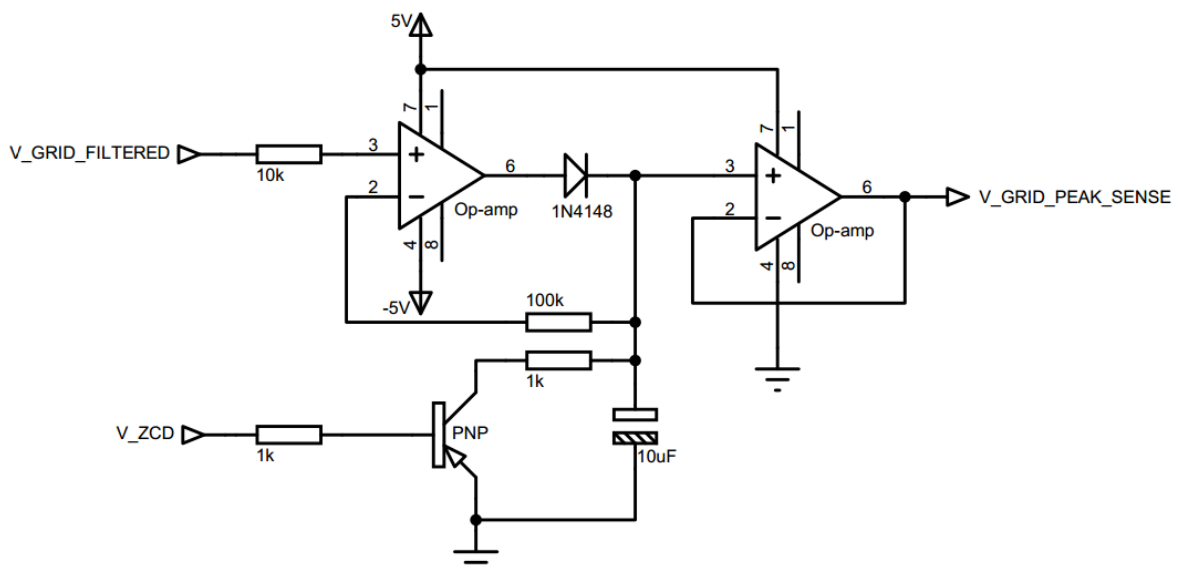 5V
7
1
7
1
V_GRID_FILTERED
3
10k
2
6
1N4148
Op-amp
4
8
-5V
3
2
6
V_GRID_PEAK_SENSE
Op-amp
4
8
100k
1k
V_ZCD
1k
PNP
10uF